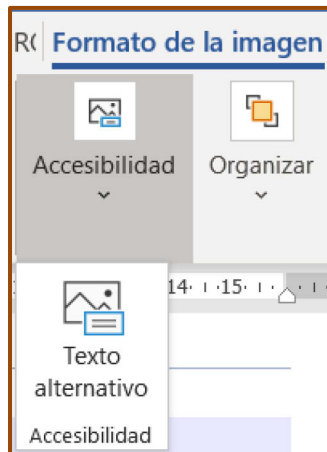 R( Formato de la imagen
Accesibilidad Organizar
14 · 15 ·
Texto
alternativo
Accesibilidad